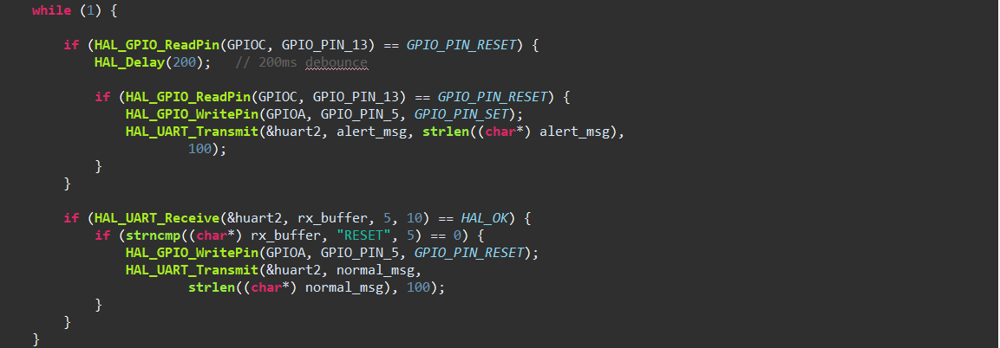 while (1) {
if (HAL_GPIO_ReadPin(GPIOC, GPIO_PIN_13) == GPIO_PIN_RESET) {
HAL_Delay(200);   // 200ms debounce
if (HAL_GPIO_ReadPin(GPIOC, GPIO_PIN_13) == GPIO_PIN_RESET) {
HAL_GPIO_WritePin(GPIOA, GPIO_PIN_5, GPIO_PIN_SET);
HAL_UART_Transmit(&huart2, alert_msg, strlen((char*) alert_msg),
100);
}
}
if (HAL_UART_Receive(&huart2, rx_buffer, 5, 10) == HAL_OK) {
if (strncmp((char*) rx_buffer, "RESET", 5) == 0) {
HAL_GPIO_WritePin(GPIOA, GPIO_PIN_5, GPIO_PIN_RESET);
HAL_UART_Transmit(&huart2, normal_msg,
strlen((char*) normal_msg), 100);
}
}
}